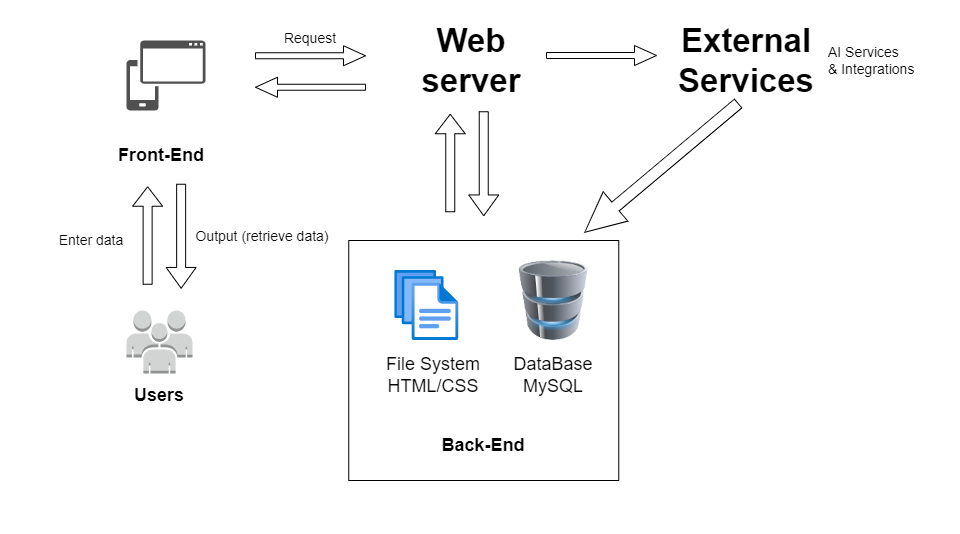 Request
Web
server
External
Services
AI Services
& Integrations
Front-End
Enter data
Output (retrieve data)
Users
File System
HTML/CSS
DataBase
MySQL
Back-End